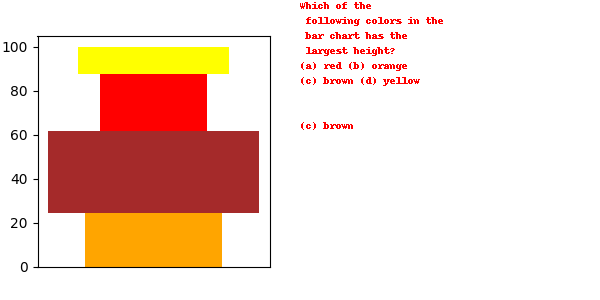 100
80
60
40
20
0
Which of the
following colors in the
bar chart has the
largest height?
(a) red (b) orange
(c) brown (d) yellow
(c) brown